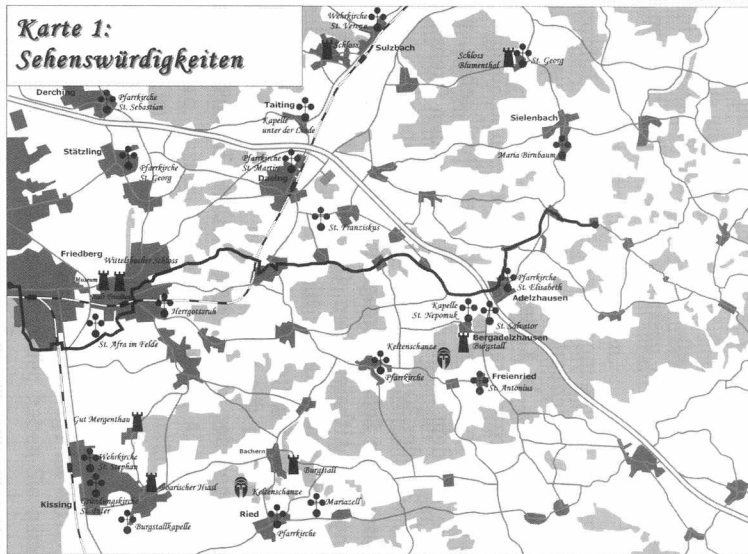 Karte 1:
Sehenswürdigkeiten
Wehrkirche
St. Verena
Schloss
Sulzbach
Schloss
Blumenthal
St. Georg
Derching
Pfarrkirche
St. Sebastian
Taiting
Kapelle
unter der Linde
Sielenbach
Maria Birnbaum
Stätzling
Pfarrkirche
St. Georg
Pfarrkirche
St. Martin
Dasing
St. Franziskus
Friedberg
Wittelsbacher Schloss
Museum
Herrgottsruh
St. Afra im Felde
Pfarrkirche
St. Elisabeth
Adelzhausen
Kapelle
St. Nepomuk
St. Salvator
Bergadelzhausen
Burgstall
Keltenschanze
Pfarrkirche
Freienried
St. Antonius
Gut Mergenthau
Wehrkirche
St. Stephan
Bachern
Burgstall
Boarischer Hiasl
Keltenschanze
Mariazell
Kissing
Burgstallkapelle
Ried
Pfarrkirche